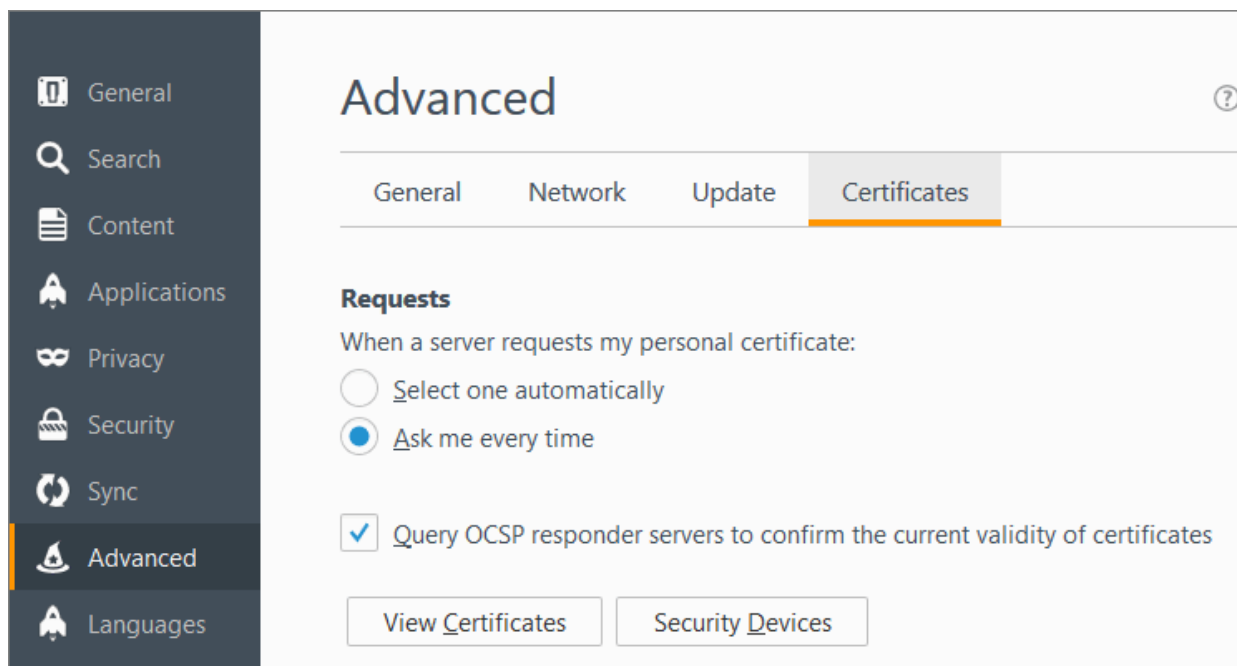 General
Search
Content
Applications
Privacy
Security
Sync
Advanced
Languages
Advanced
?
General Network Update Certificates
Requests
When a server requests my personal certificate:
Select one automatically
Ask me every time
Query OCSP responder servers to confirm the current validity of certificates
View Certificates Security Devices